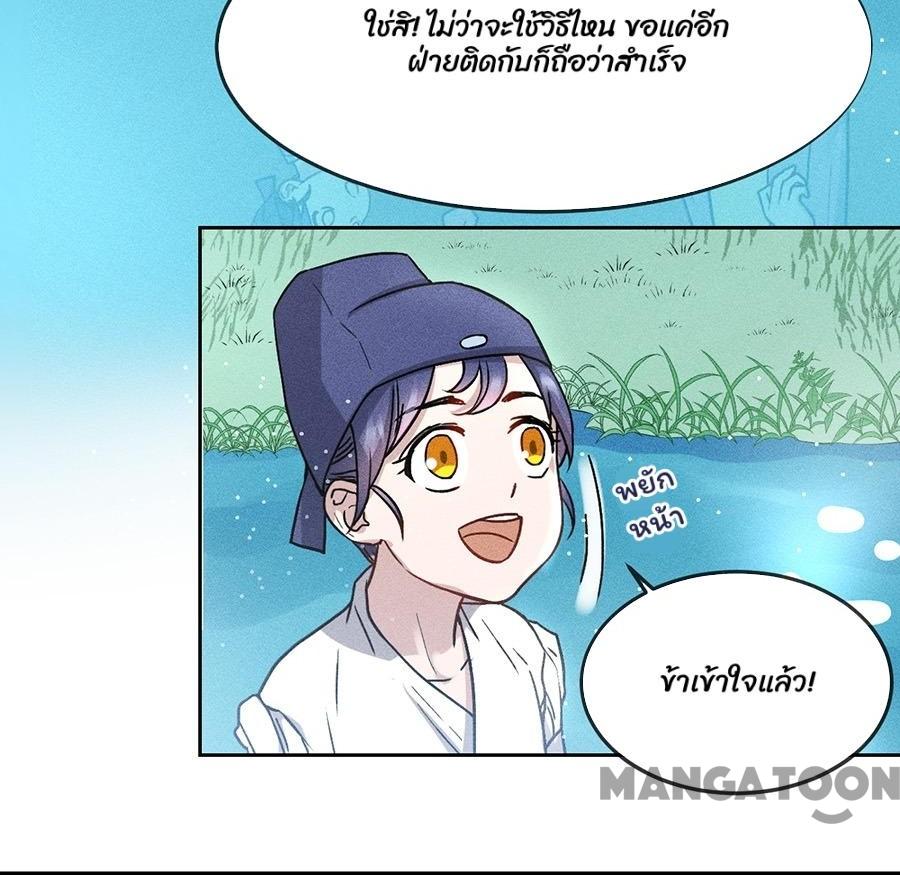 ใช่สิ! ไม่ว่าจะใช้วิธีไหน ขอแค่อีก
ฝ่ายติดกับก็ถือว่าสำเร็จ
พยัก
หน้า
ข้าเข้าใจแล้ว!
MANGATOON